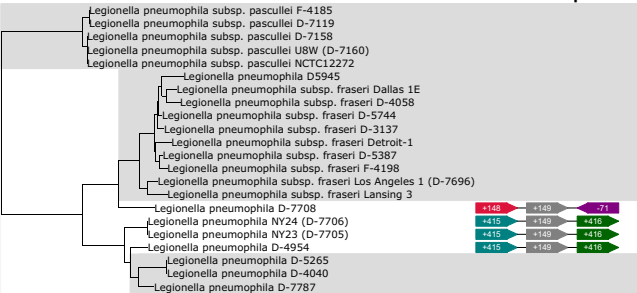 Legionella pneumophila subsp. pascullei F-4185
Legionella pneumophila subsp. pascullei D-7119
Legionella pneumophila subsp. pascullei D-7158
Legionella pneumophila subsp. pascullei U8W (D-7160)
Legionella pneumophila subsp. pascullei NCTC12272
Legionella pneumophila D5945
Legionella pneumophila subsp. fraseri Dallas 1E
Legionella pneumophila subsp. fraseri D-4058
Legionella pneumophila subsp. fraseri D-5744
Legionella pneumophila subsp. fraseri D-3137
Legionella pneumophila subsp. fraseri Detroit-1
Legionella pneumophila subsp. fraseri D-5387
Legionella pneumophila subsp. fraseri F-4198
Legionella pneumophila subsp. fraseri Los Angeles 1 (D-7696)
Legionella pneumophila subsp. fraseri Lansing 3
Legionella pneumophila D-7708 +148 +149 -71
Legionella pneumophila NY24 (D-7706) +415 +149 +416
Legionella pneumophila NY23 (D-7705) +415 +149 +416
Legionella pneumophila D-4954 +415 +149 +416
Legionella pneumophila D-5265
Legionella pneumophila D-4040
Legionella pneumophila D-7787